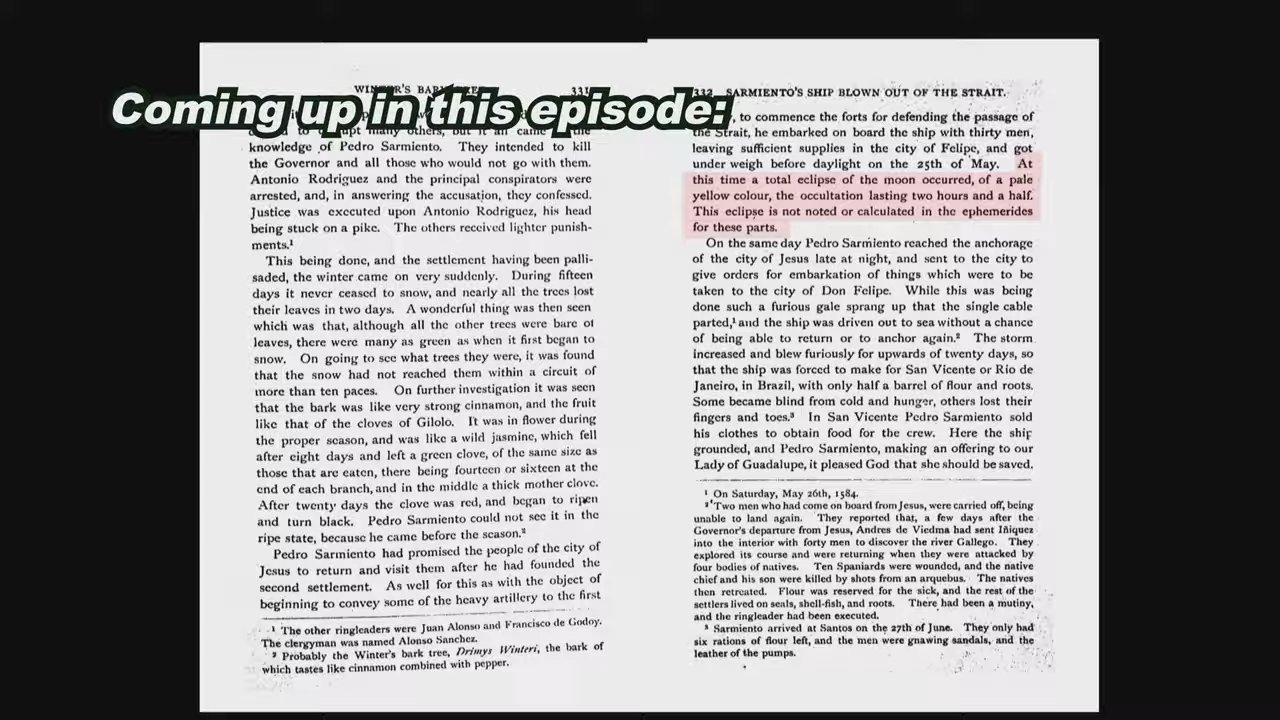 Coming up in this episode:
331
knowledge of Pedro Sarmiento. They intended to kill
the Governor and all those who would not go with them.
Antonio Rodriguez and the principal conspirators were
arrested, and, in answering the accusation, they confessed.
Justice was executed upon Antonio Rodriguez, his head
being stuck on a pike. The others received lighter punish-
ments.¹
This being done, and the settlement having been palli-
saded, the winter came on very suddenly. During fifteen
days it never ceased to snow, and nearly all the trees lost
their leaves in two days. A wonderful thing was then seen
which was that, although all the other trees were bare of
leaves, there were many as green as when it first began to
snow. On going to see what trees they were, it was found
that the snow had not reached them within a circuit of
more than ten paces. On further investigation it was seen
that the bark was like very strong cinnamon, and the fruit
like that of the cloves of Gilolo. It was in flower during
the proper season, and was like a wild jasmine, which fell
after eight days and left a green clove, of the same size as
those that are eaten, there being fourteen or sixteen at the
end of each branch, and in the middle a thick mother clove.
After twenty days the clove was red, and began to ripen
and turn black. Pedro Sarmiento could not see it in the
ripe state, because he came before the season.²
Pedro Sarmiento had promised the people of the city of
Jesus to return and visit them after he had founded the
second settlement. As well for this as with the object of
beginning to convey some of the heavy artillery to the first
¹ The other ringleaders were Juan Alonso and Francisco de Godoy.
The clergyman was named Alonso Sanchez.
² Probably the Winter's bark tree, Drimys Winteri, the bark of
which tastes like cinnamon combined with pepper.
332 SARMIENTO'S SHIP BLOWN OUT OF THE STRAIT.
to commence the forts for defending the passage of
the Strait, he embarked on board the ship with thirty men,
leaving sufficient supplies in the city of Felipe, and got
under weigh before daylight on the 25th of May. At
this time a total eclipse of the moon occurred, of a pale
yellow colour, the occultation lasting two hours and a half.
This eclipse is not noted or calculated in the ephemerides
for these parts.
On the same day Pedro Sarmiento reached the anchorage
of the city of Jesus late at night, and sent to the city to
give orders for embarkation of things which were to be
taken to the city of Don Felipe. While this was being
done such a furious gale sprang up that the single cable
parted,¹ and the ship was driven out to sea without a chance
of being able to return or to anchor again.² The storm
increased and blew furiously for upwards of twenty days, so
that the ship was forced to make for San Vicente or Rio de
Janeiro, in Brazil, with only half a barrel of flour and roots.
Some became blind from cold and hunger, others lost their
fingers and toes.³ In San Vicente Pedro Sarmiento sold
his clothes to obtain food for the crew. Here the ship
grounded, and Pedro Sarmiento, making an offering to our
Lady of Guadalupe, it pleased God that she should be saved.
¹ On Saturday, May 26th, 1584.
² Two men who had come on board from Jesus, were carried off, being
unable to land again. They reported that, a few days after the
Governor's departure from Jesus, Andres de Viedma had sent Iñiquez
into the interior with forty men to discover the river Gallego. They
explored its course and were returning when they were attacked by
four bodies of natives. Ten Spaniards were wounded, and the native
chief and his son were killed by shots from an arquebus. The natives
then retreated. Flour was reserved for the sick, and the rest of the
settlers lived on seals, shell-fish, and roots. There had been a mutiny,
and the ringleader had been executed.
³ Sarmiento arrived at Santos on the 27th of June. They only had
six rations of flour left, and the men were gnawing sandals, and the
leather of the pumps.